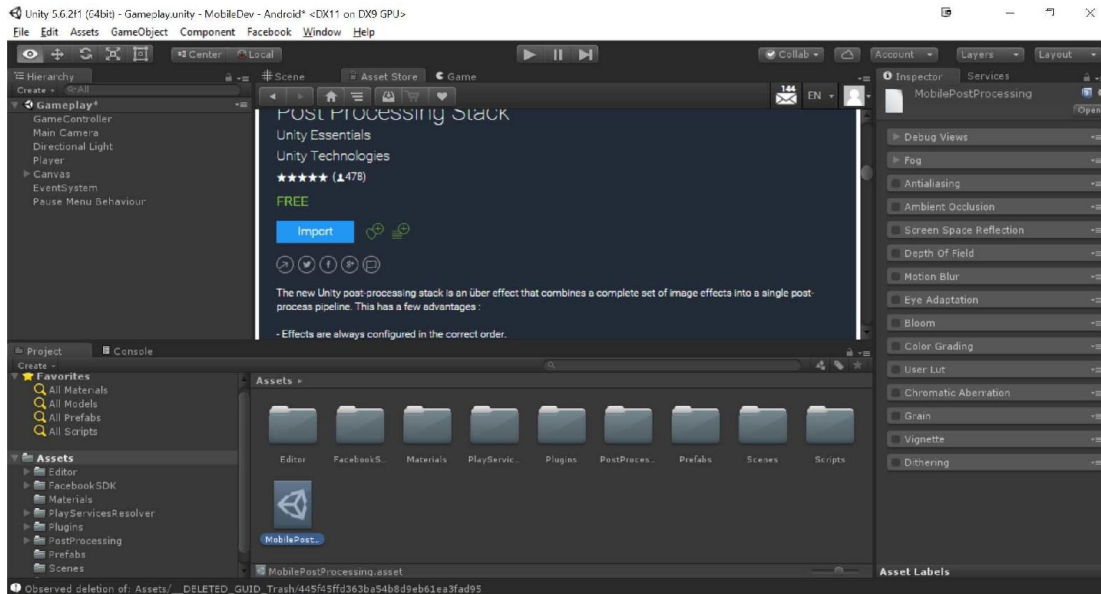 Unity 5.6.2f1 (64bit) - Gameplay.unity - MobileDev - Android* <DX11 on DX9 GPU>
File Edit Assets GameObject Component Facebook Window Help
Center Local Collab Account Layers Layout
Hierarchy
Create All
Gameplay*
GameController
Main Camera
Directional Light
Player
Canvas
EventSystem
Pause Menu Behaviour
Scene Asset Store Game
144 EN
Post Processing Stack
Unity Essentials
Unity Technologies
★★★★★ (478)
FREE
Import
The new Unity post-processing stack is an über effect that combines a complete set of image effects into a single post-
process pipeline. This has a few advantages :
- Effects are always configured in the correct order.
Inspector Services
MobilePostProcessing
Open
Debug Views
Fog
Antialiasing
Ambient Occlusion
Screen Space Reflection
Depth Of Field
Motion Blur
Eye Adaptation
Bloom
Color Grading
User Lut
Chromatic Aberration
Grain
Vignette
Dithering
Asset Labels
Project Console
Create
Favorites
All Materials
All Models
All Prefabs
All Scripts
Assets
Editor
FacebookSDK
Materials
PlayServicesResolver
Plugins
PostProcessing
Prefabs
Scenes
Assets
Editor FacebookS... Materials PlayServic... Plugins PostProces... Prefabs Scenes Scripts
MobilePost...
MobilePostProcessing.asset
Observed deletion of: Assets/__DELETED_GUID_Trash/445f45ffd363ba54b8d9eb61ea3fad95